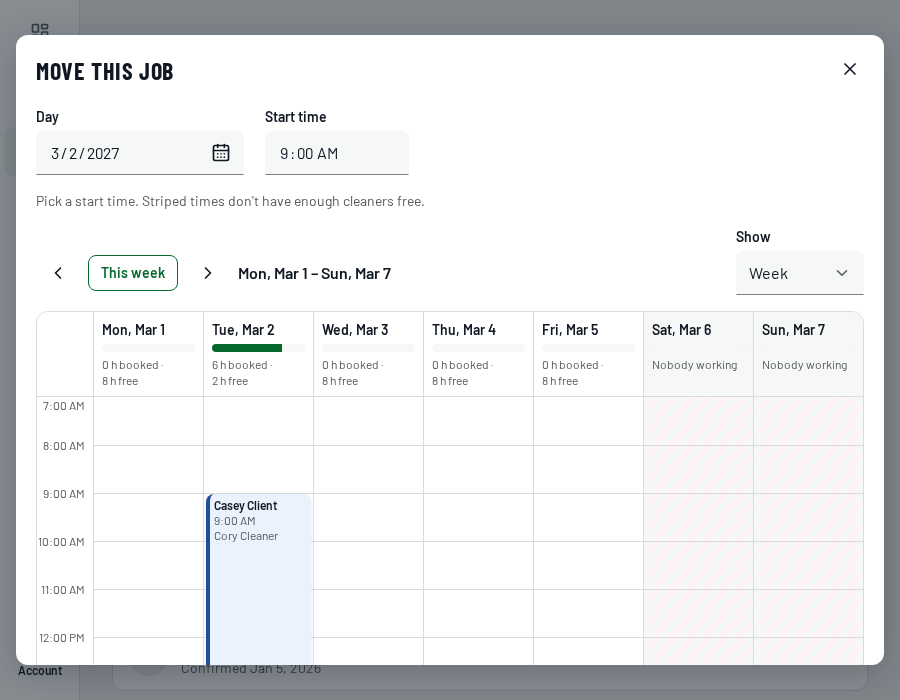 MOVE THIS JOB
Day
Start time
3/2/2027
9:00 AM
Pick a start time. Striped times don't have enough cleaners free.
Show
This week
Mon, Mar 1 – Sun, Mar 7
Week
Mon, Mar 1
Tue, Mar 2
Wed, Mar 3
Thu, Mar 4
Fri, Mar 5
Sat, Mar 6
Sun, Mar 7
0 h booked ·
8 h free
6 h booked ·
2 h free
0 h booked ·
8 h free
0 h booked ·
8 h free
0 h booked ·
8 h free
Nobody working
Nobody working
7:00 AM
8:00 AM
9:00 AM
Casey Client
9:00 AM
Cory Cleaner
10:00 AM
11:00 AM
12:00 PM
Account
Confirmed Jan 5, 2026